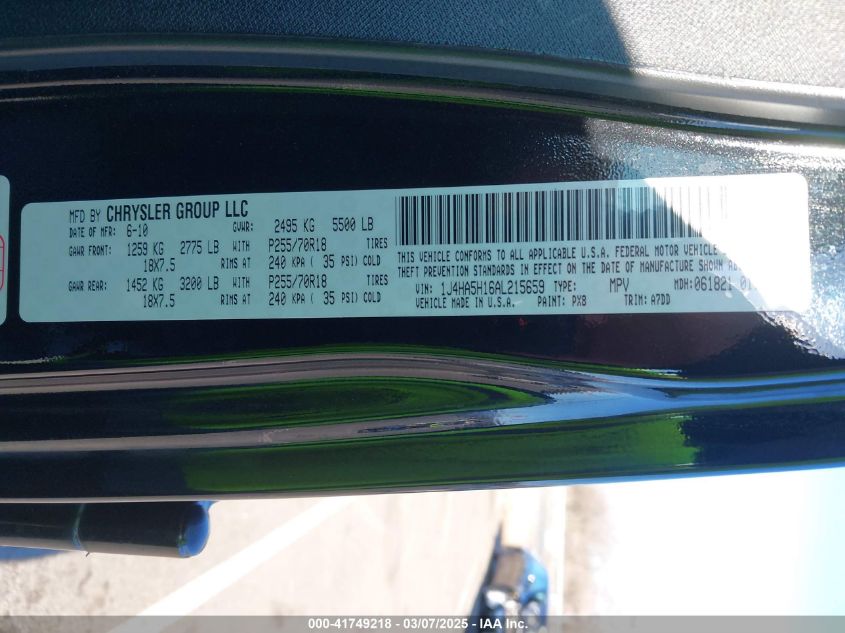 MFD BY CHRYSLER GROUP LLC
DATE OF MFR: 6-10 GVWR: 2495 KG 5500 LB
GAWR FRONT: 1259 KG 2775 LB WITH P255/70R18 TIRES
18X7.5 RIMS AT 240 KPA ( 35 PSI) COLD
GAWR REAR: 1452 KG 3200 LB WITH P255/70R18 TIRES
18X7.5 RIMS AT 240 KPA ( 35 PSI) COLD
THIS VEHICLE CONFORMS TO ALL APPLICABLE U.S.A. FEDERAL MOTOR VEHICLE
THEFT PREVENTION STANDARDS IN EFFECT ON THE DATE OF MANUFACTURE SHOWN
VIN: 1J4HA5H16AL215659 TYPE: MPV MDH: 061821
VEHICLE MADE IN U.S.A. PAINT: PX8 TRIM: A7DD
000-41749218 - 03/07/2025 - IAA Inc.